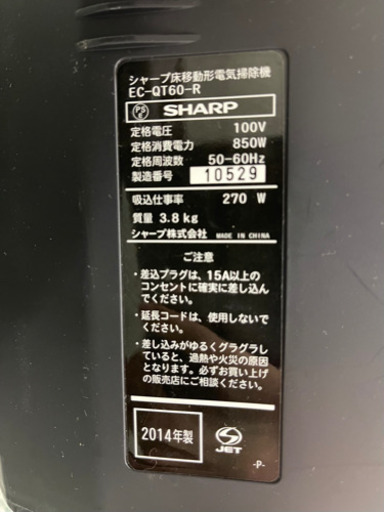 シャープ床移動形電気掃除機
EC-QT60-R
PS E SHARP
定格電圧 100V
定格消費電力 850W
定格周波数 50-60Hz
製造番号 10529
吸込仕事率 270 W
質量 3.8 kg
シャープ株式会社 MADE IN CHINA
ご注意
・差込プラグは、15A以上の
コンセントに確実に差し込ん
でください。
・延長コードは、使用しない
でください。
・差し込みがゆるくグラグラし
ていると、過熱や火災の原因
となります。必ずお買い上げ
の販売店にご相談ください。
2014年製
S JET
-P-